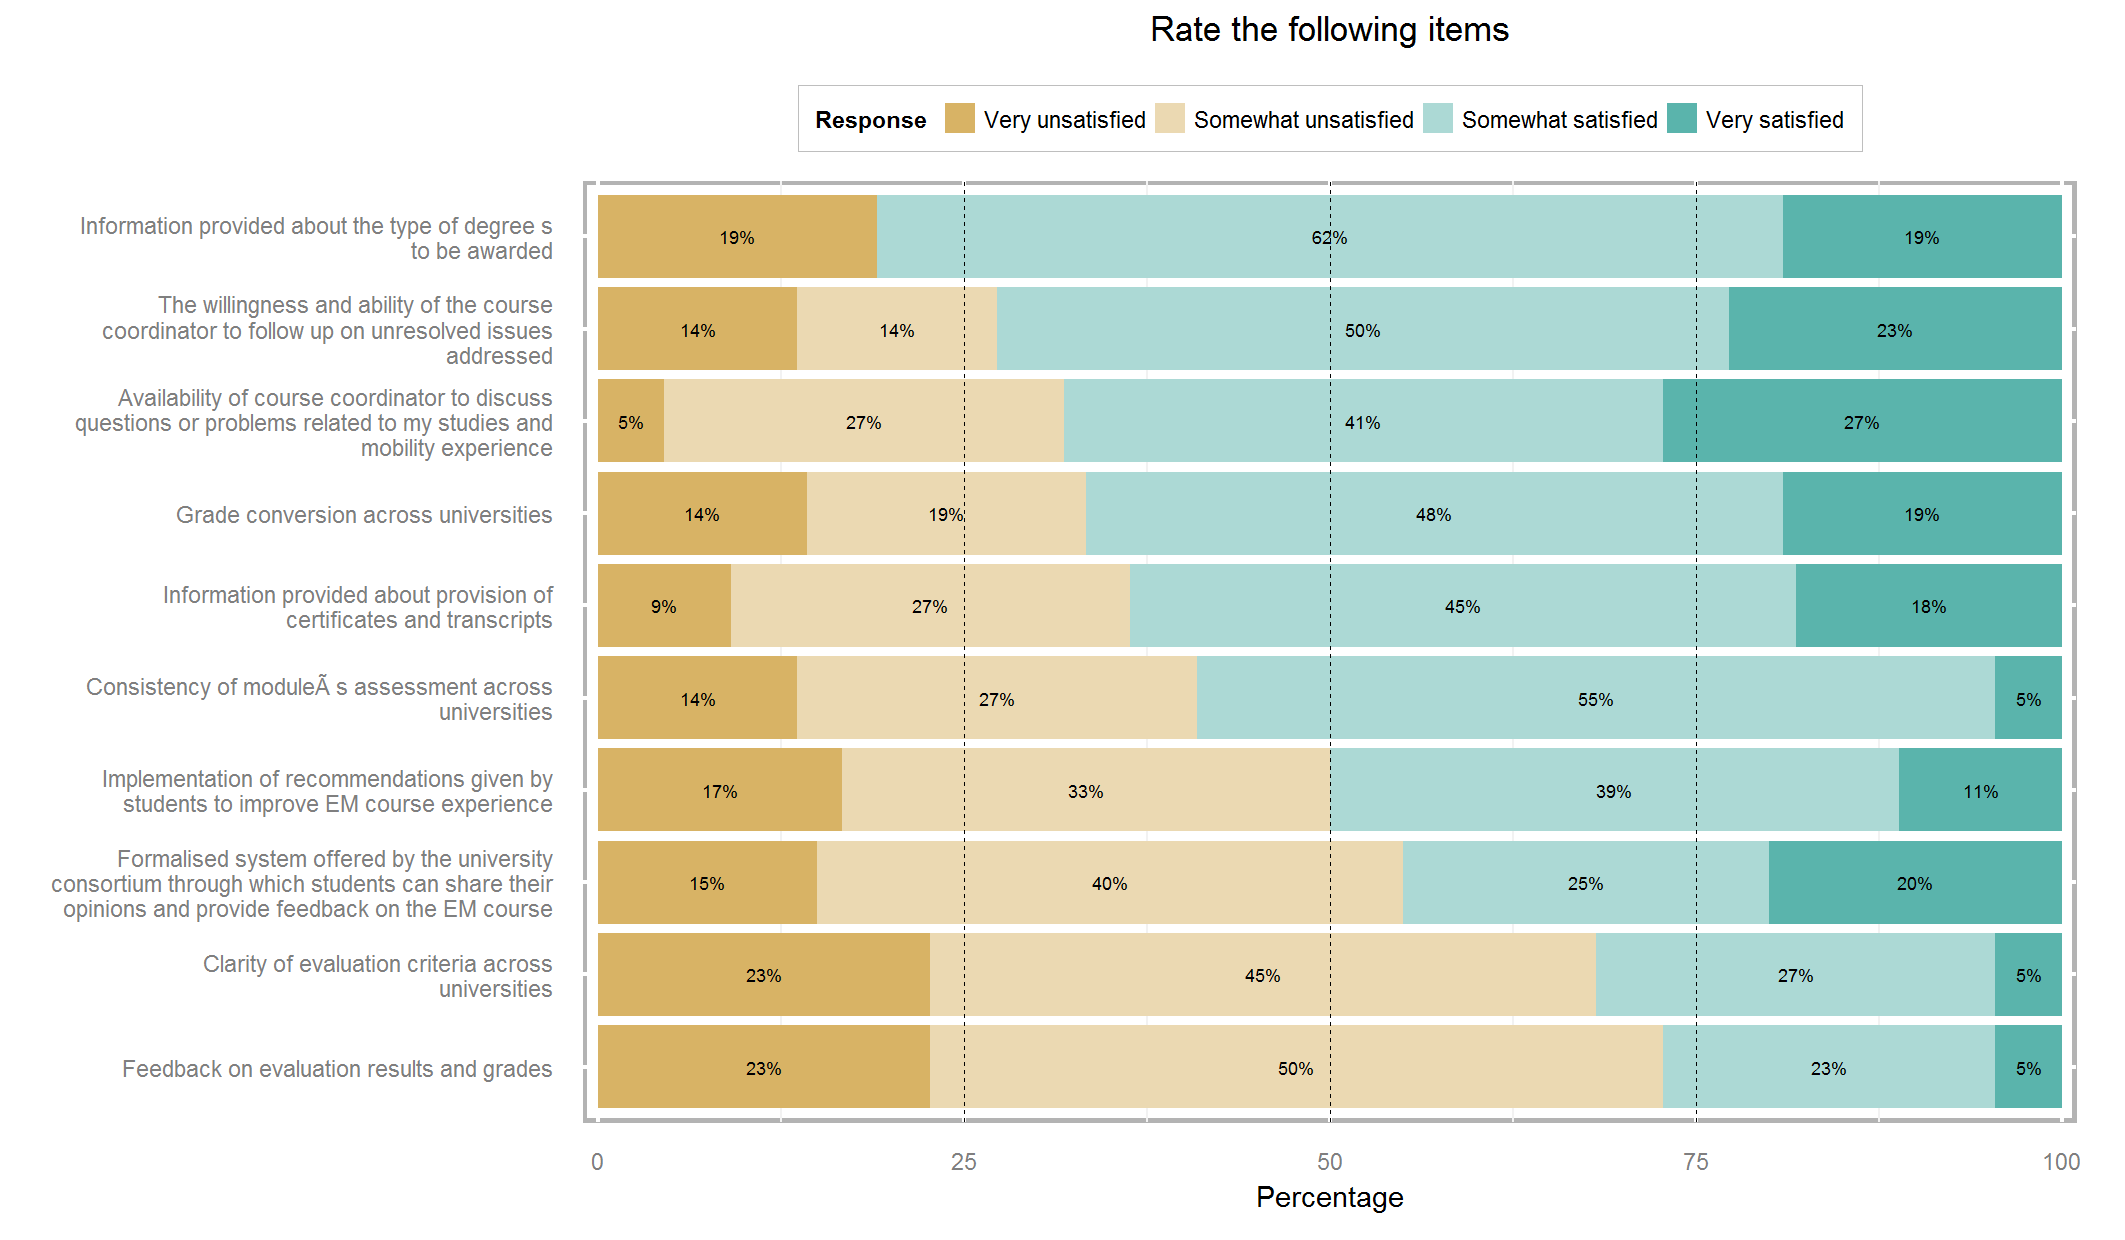 Rate the following items
Response Very unsatisfied Somewhat unsatisfied Somewhat satisfied Very satisfied
Information provided about the type of degree s
to be awarded
19% 62% 19%
The willingness and ability of the course
coordinator to follow up on unresolved issues
addressed
14% 14% 50% 23%
Availability of course coordinator to discuss
questions or problems related to my studies and
mobility experience
5% 27% 41% 27%
Grade conversion across universities
14% 19% 48% 19%
Information provided about provision of
certificates and transcripts
9% 27% 45% 18%
Consistency of moduleÃ s assessment across
universities
14% 27% 55% 5%
Implementation of recommendations given by
students to improve EM course experience
17% 33% 39% 11%
Formalised system offered by the university
consortium through which students can share their
opinions and provide feedback on the EM course
15% 40% 25% 20%
Clarity of evaluation criteria across
universities
23% 45% 27% 5%
Feedback on evaluation results and grades
23% 50% 23% 5%
0 25 50 75 100
Percentage